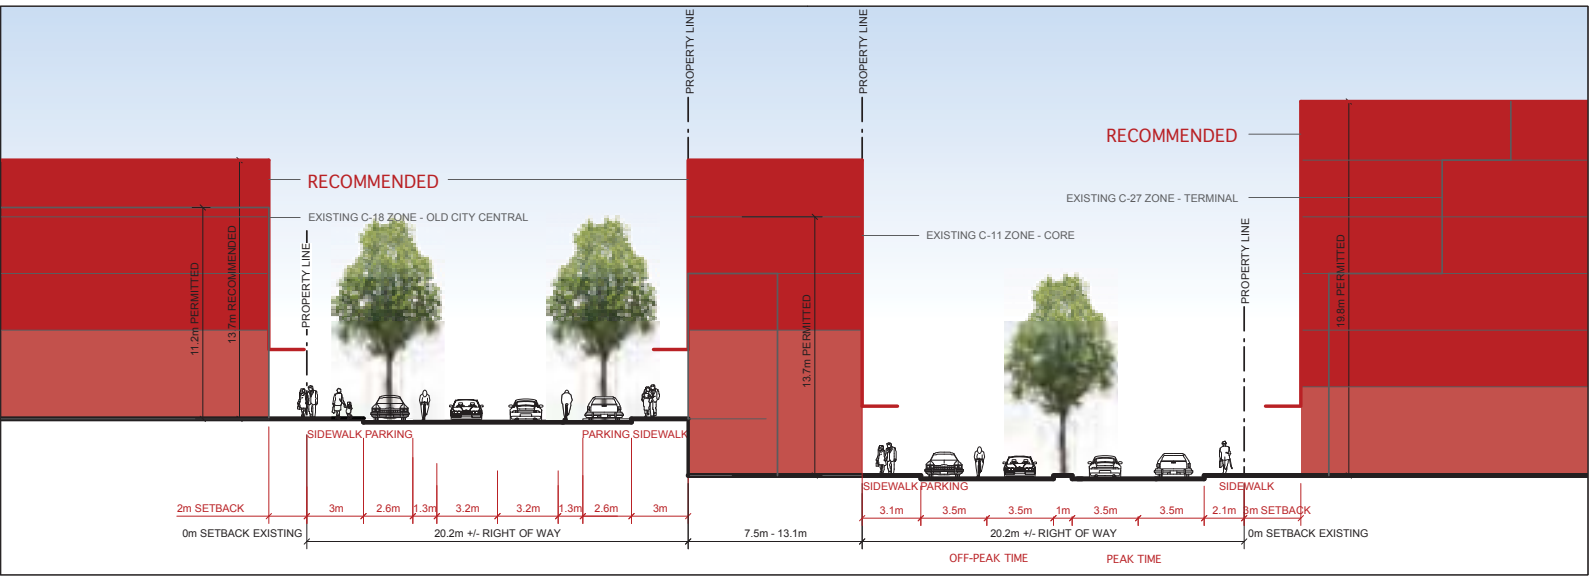 PROPERTY LINE
PROPERTY LINE
RECOMMENDED
RECOMMENDED
EXISTING C-18 ZONE - OLD CITY CENTRAL
EXISTING C-27 ZONE - TERMINAL
EXISTING C-11 ZONE - CORE
11.2m PERMITTED
13.7m RECOMMENDED
PROPERTY LINE
13.7m PERMITTED
PROPERTY LINE
19.8m PERMITTED
SIDEWALK PARKING
PARKING SIDEWALK
SIDEWALK PARKING
SIDEWALK
2m SETBACK
3m
2.6m
1.3m
3.2m
3.2m
1.3m
2.6m
3m
3.1m
3.5m
3.5m
1m
3.5m
3.5m
2.1m
3m SETBACK
0m SETBACK EXISTING
20.2m +/- RIGHT OF WAY
7.5m - 13.1m
20.2m +/- RIGHT OF WAY
0m SETBACK EXISTING
OFF-PEAK TIME
PEAK TIME